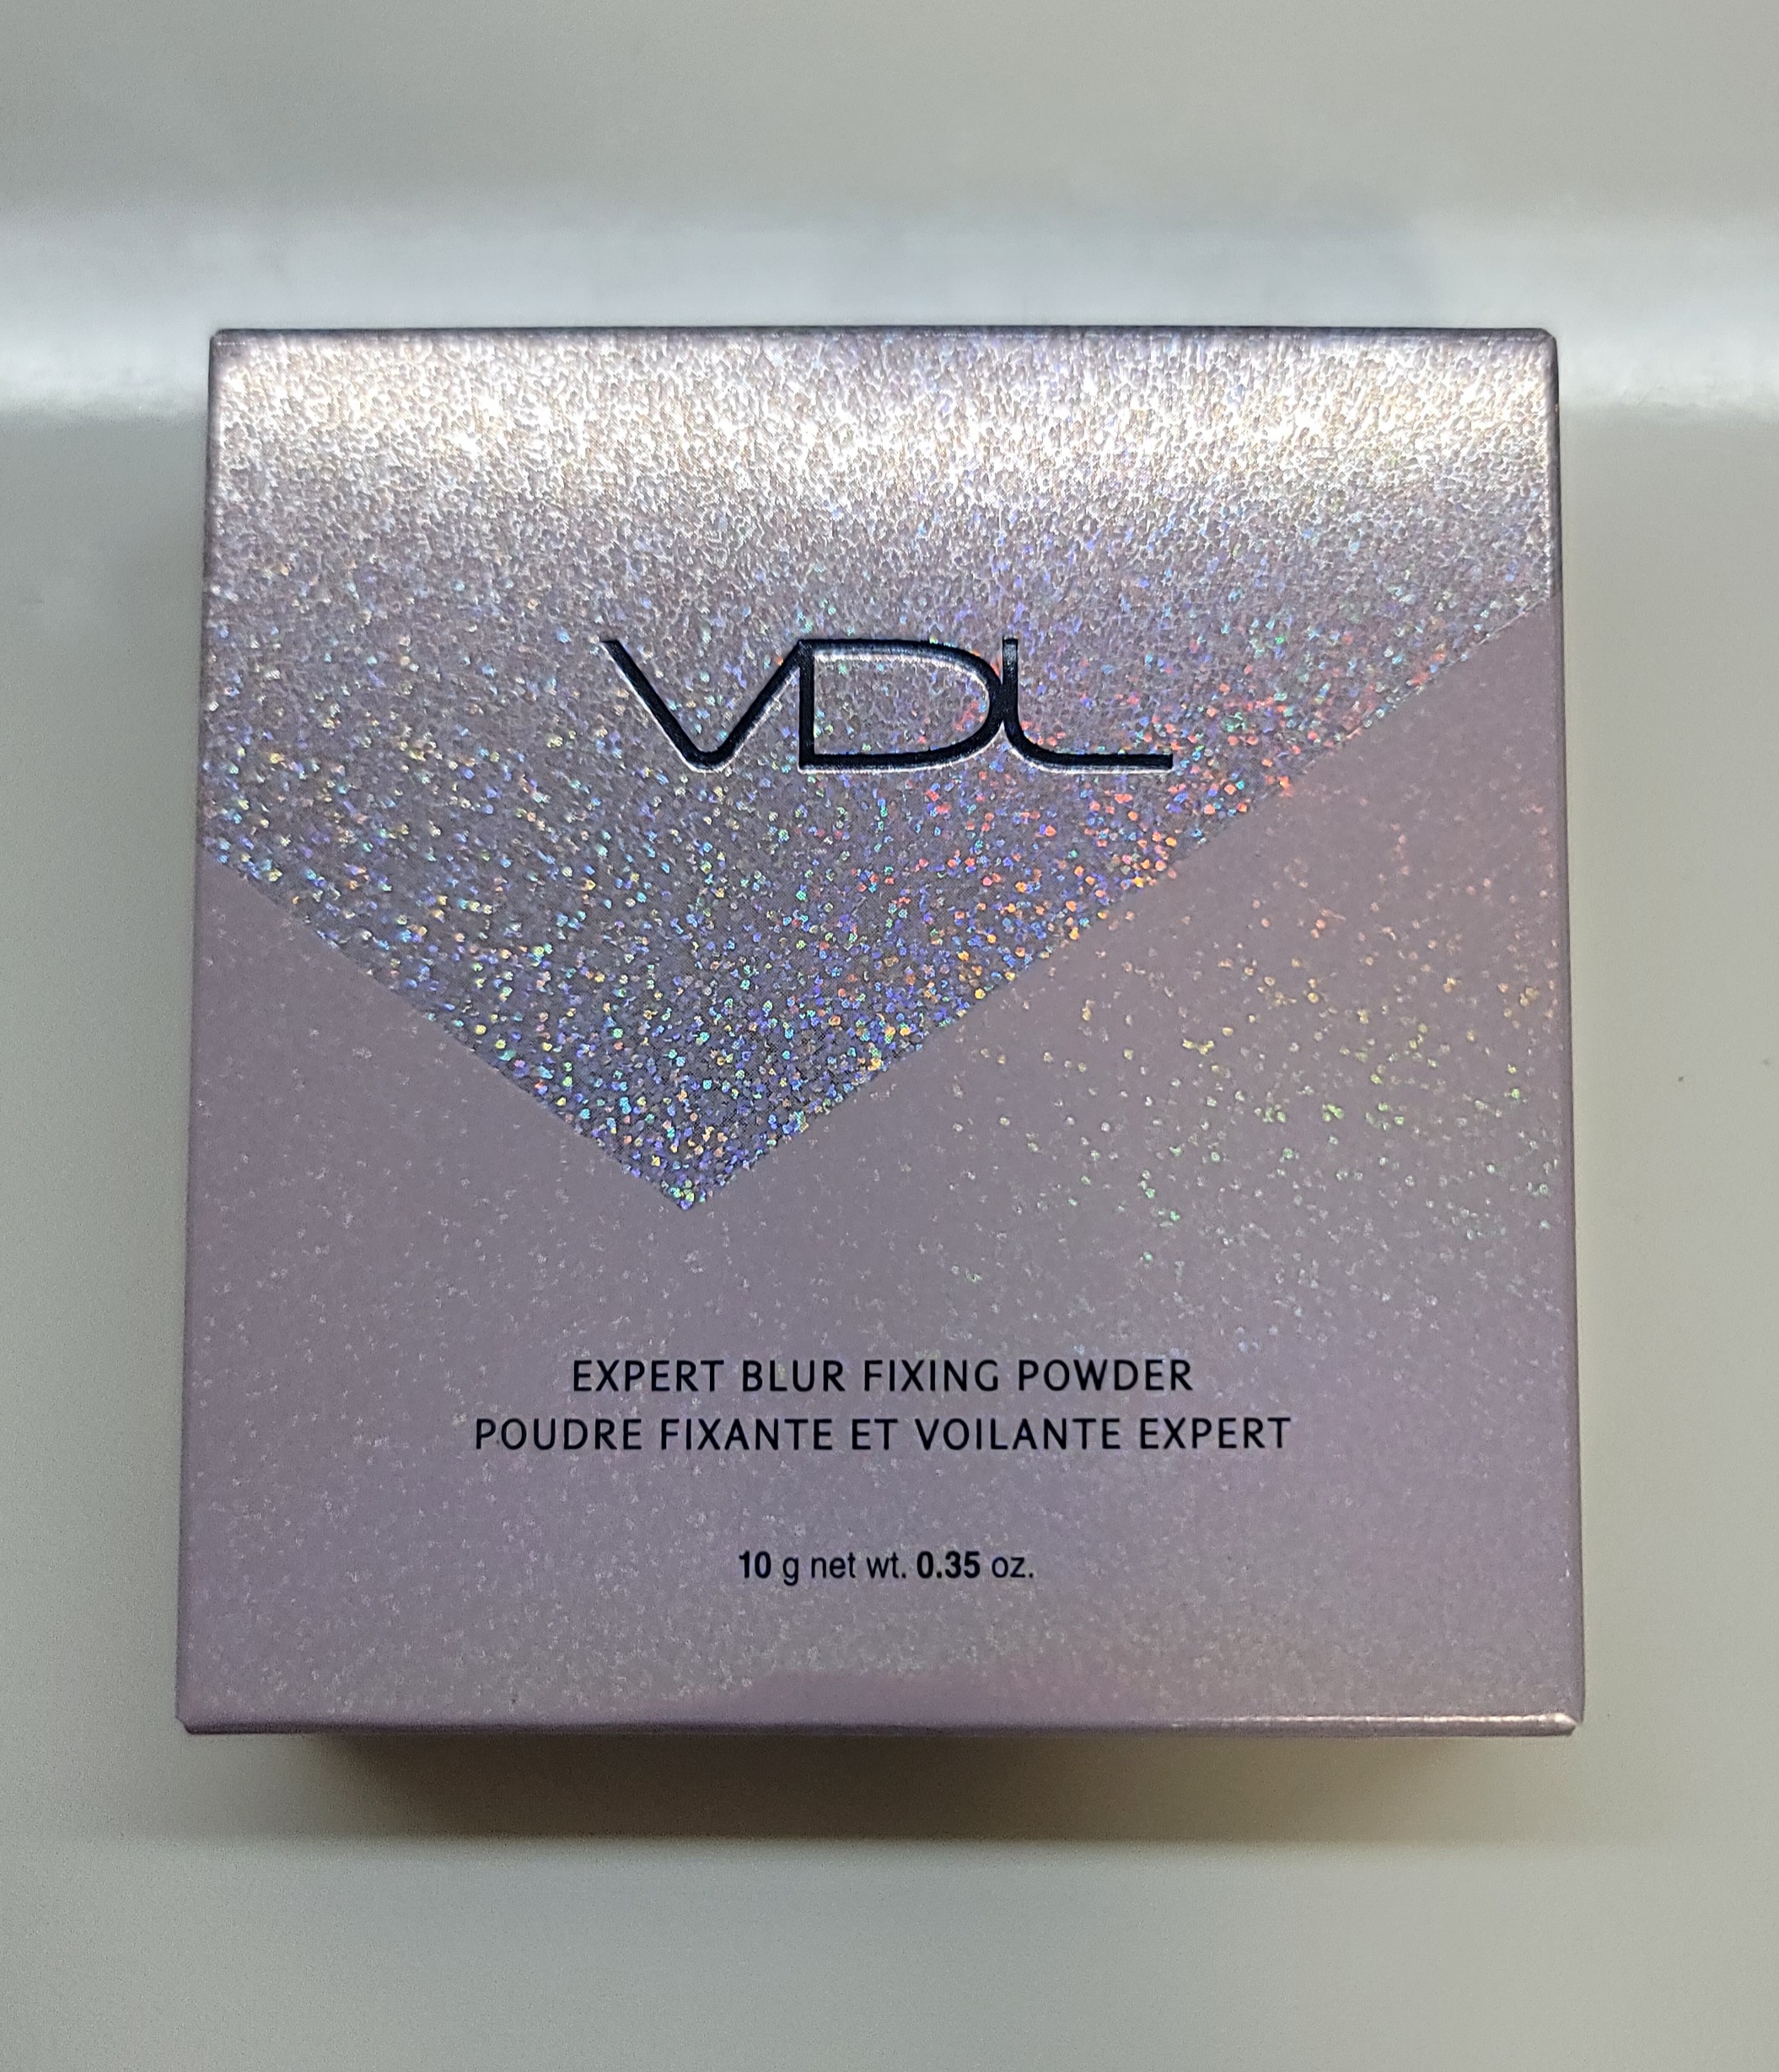 VDL
EXPERT BLUR FIXING POWDER
POUDRE FIXANTE ET VOILANTE EXPERT
10 g net wt. 0.35 oz.